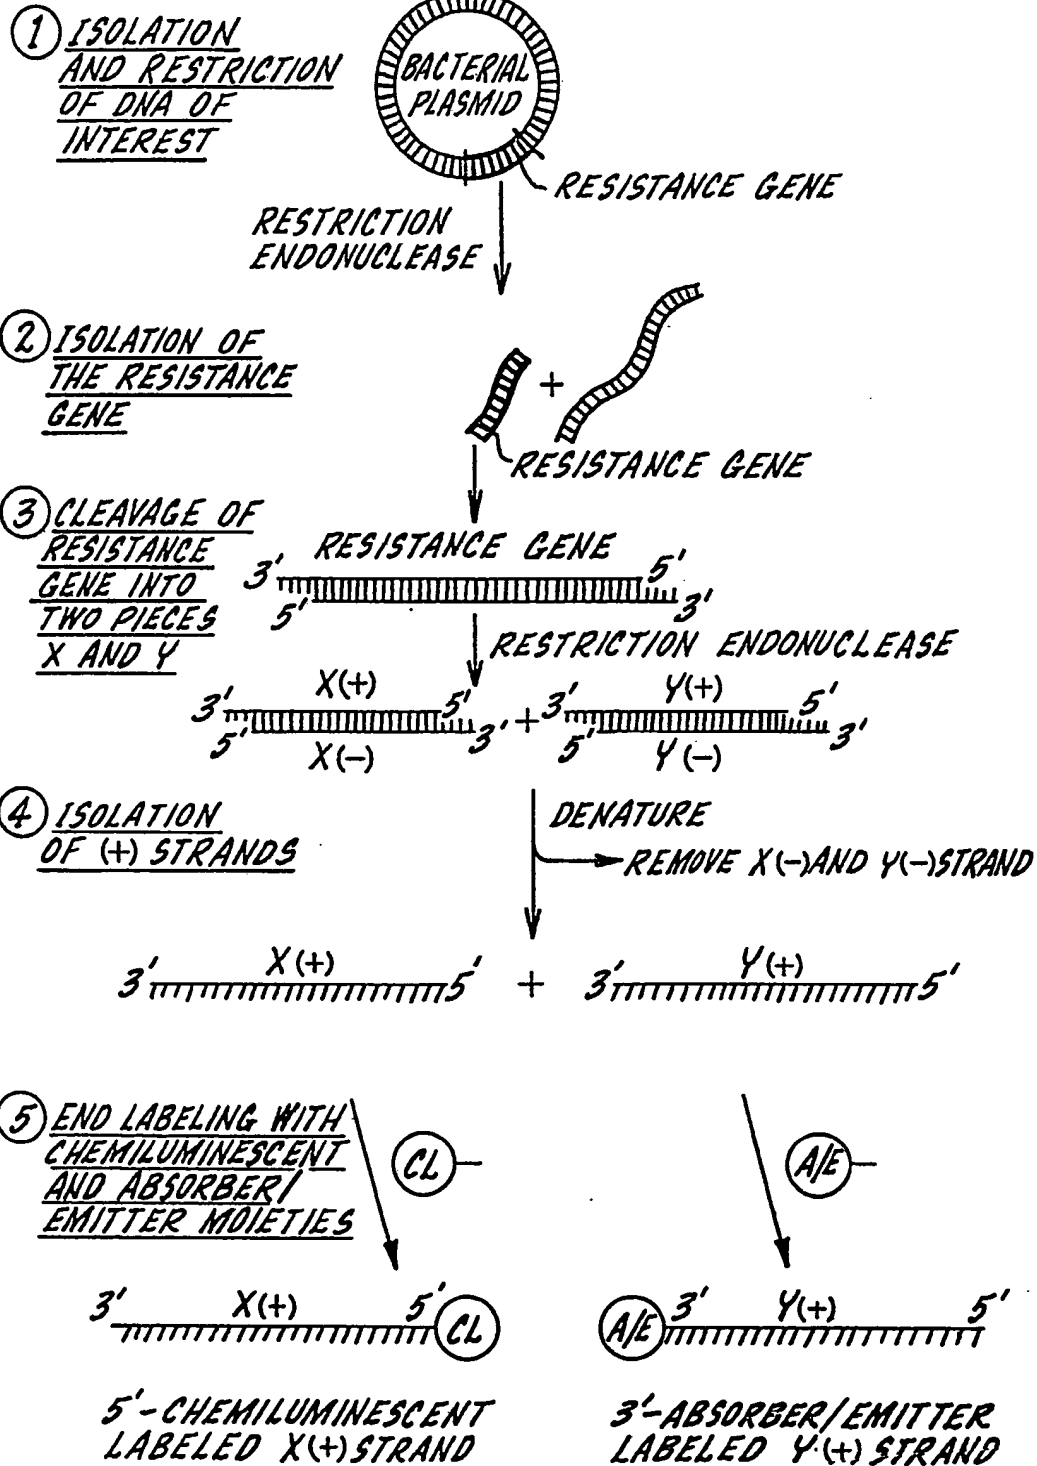 1 ISOLATION
AND RESTRICTION
OF DNA OF
INTEREST
BACTERIAL
PLASMID
RESISTANCE GENE
RESTRICTION
ENDONUCLEASE
2 ISOLATION OF
THE RESISTANCE
GENE
+
RESISTANCE GENE
3 CLEAVAGE OF
RESISTANCE
GENE INTO
TWO PIECES
X AND Y
RESISTANCE GENE
3' 5'
5' 3'
RESTRICTION ENDONUCLEASE
X(+) Y(+)
3' 5' + 3' 5'
5' 3' 5' 3'
X(-) Y(-)
4 ISOLATION
OF (+) STRANDS
DENATURE
REMOVE X(-) AND Y(-) STRAND
X(+) Y(+)
3' 5' + 3' 5'
5 END LABELING WITH
CHEMILUMINESCENT
AND ABSORBER/
EMITTER MOIETIES
CL A/E
3' X(+) 5' 3' Y(+) 5'
CL A/E
5'-CHEMILUMINESCENT
LABELED X(+) STRAND
3'-ABSORBER/EMITTER
LABELED Y(+) STRAND